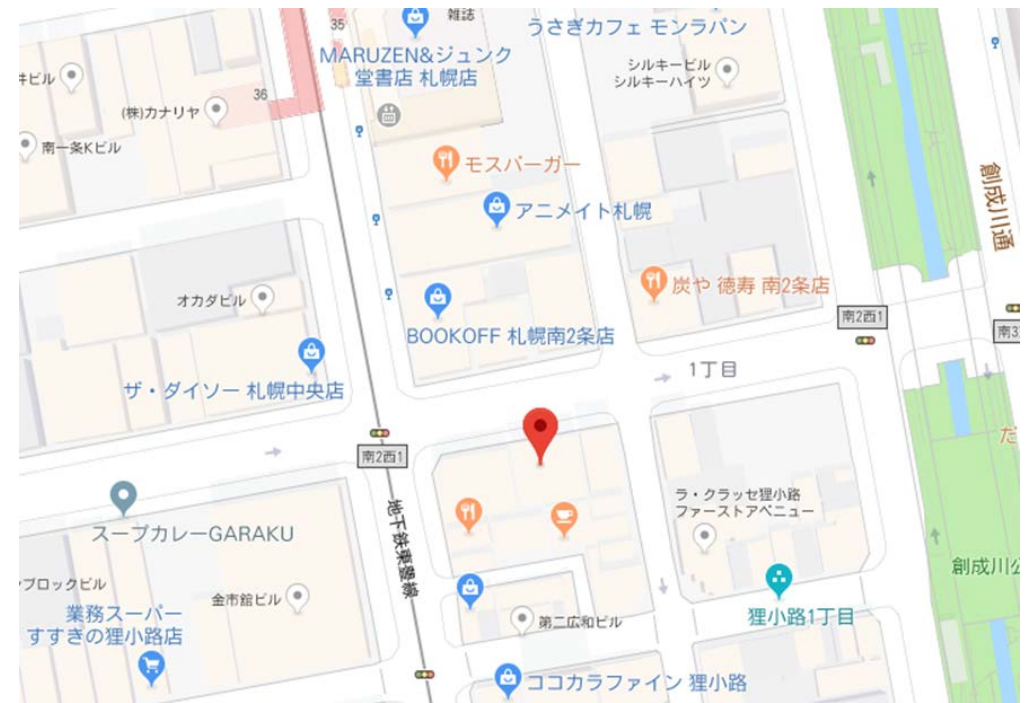 35
雑誌
うさぎカフェ モンラパン
MARUZEN&ジュンク
堂書店 札幌店
シルキービル
シルキーハイツ
キビル
36
(株)カナリヤ
南一条Kビル
モスバーガー
創成川通
アニメイト札幌
炭や 徳寿 南2条店
オカダビル
南2西1
南3
BOOKOFF 札幌南2条店
1丁目
ザ・ダイソー 札幌中央店
南2西1
だ
ラ・クラッセ狸小路
ファーストアベニュー
地下鉄東豊線
スープカレーGARAKU
創成川公
ブロックビル
金市舘ビル
業務スーパー
すすきの狸小路店
狸小路1丁目
第二広和ビル
ココカラファイン 狸小路